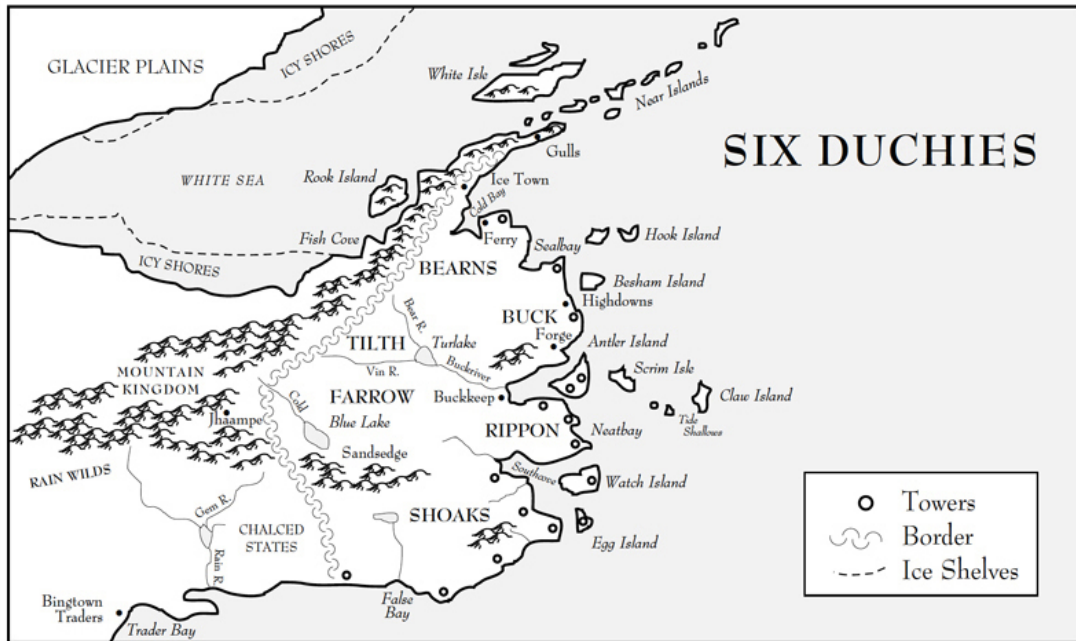 GLACIER PLAINS
ICY SHORES
White Isle
Near Islands
SIX DUCHIES
Gulls
WHITE SEA
Rook Island
Ice Town
Cold Bay
Ferry
Sealbay
Hook Island
Fish Cove
ICY SHORES
BEARNS
Besham Island
Highdowns
BUCK
Bear R.
Forge
Antler Island
TILTH
Turlake
Scrim Isle
MOUNTAIN
KINGDOM
Vin R.
Buckriver
Claw Island
FARROW
Buckkeep
Tide
Shallows
Cold
Jhaampe
Blue Lake
RIPPON
Neatbay
Sandsedge
RAIN WILDS
Southcove
Watch Island
Gem R.
SHOAKS
CHALCED
STATES
Egg Island
Rain R.
False
Bay
Bingtown
Traders
Trader Bay
Towers
Border
Ice Shelves